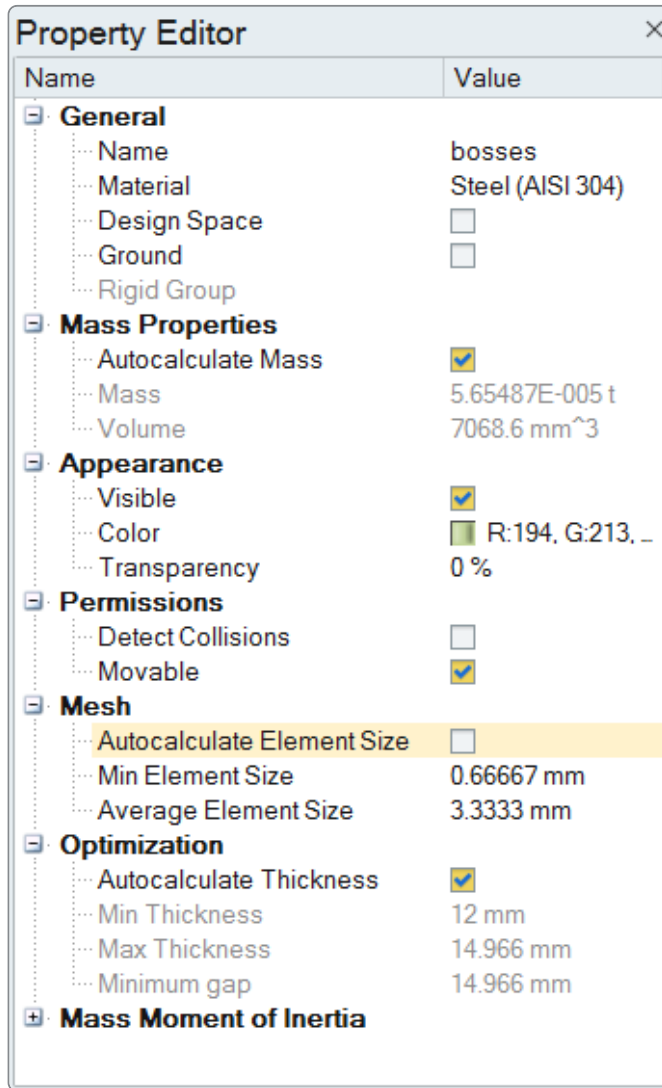 Property Editor
Name Value
General
Name bosses
Material Steel (AISI 304)
Design Space
Ground
Rigid Group
Mass Properties
Autocalculate Mass
Mass 5.65487E-005 t
Volume 7068.6 mm^3
Appearance
Visible
Color R:194, G:213, ...
Transparency 0 %
Permissions
Detect Collisions
Movable
Mesh
Autocalculate Element Size
Min Element Size 0.66667 mm
Average Element Size 3.3333 mm
Optimization
Autocalculate Thickness
Min Thickness 12 mm
Max Thickness 14.966 mm
Minimum gap 14.966 mm
Mass Moment of Inertia